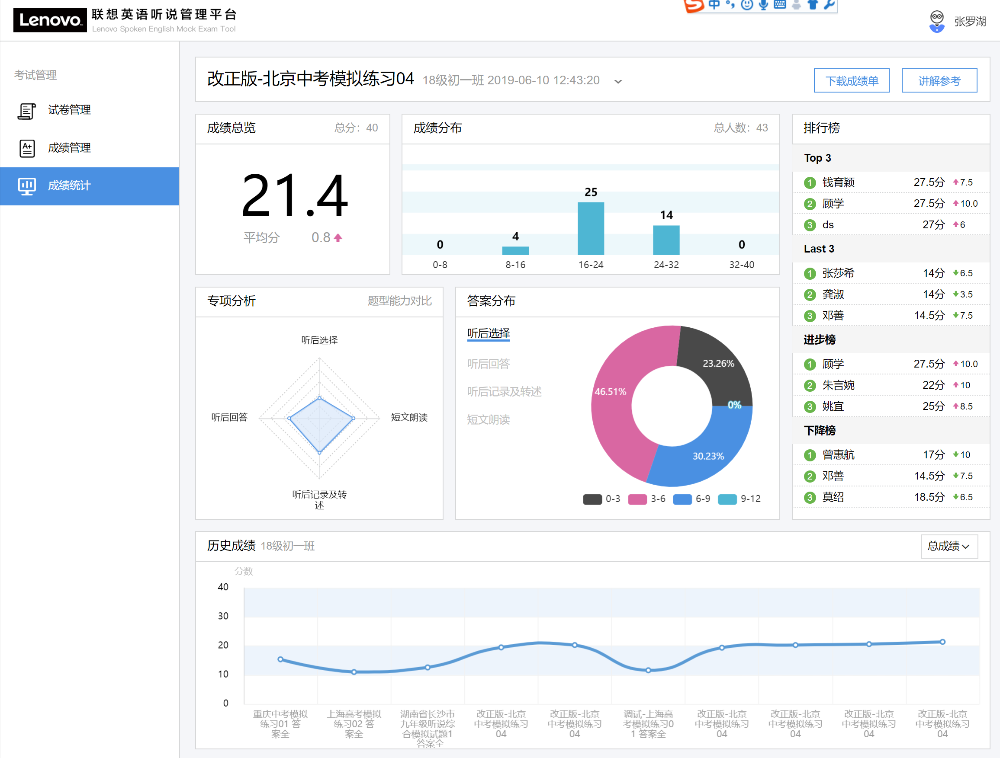 Lenovo
联想英语听说管理平台
Lenovo Spoken English Mock Exam Tool
中
张罗湖
考试管理
试卷管理
A+ 成绩管理
成绩统计
改正版-北京中考模拟练习04 18级初一班 2019-06-10 12:43:20
下载成绩单 讲解参考
成绩总览 总分：40
21.4
平均分 0.8
成绩分布 总人数：43
0 4 25 14 0
0-8 8-16 16-24 24-32 32-40
专项分析 题型能力对比
听后选择
听后回答
短文朗读
听后记录及转
述
答案分布
听后选择
听后回答
听后记录及转述
短文朗读
23.26%
46.51%
0%
30.23%
0-3 3-6 6-9 9-12
排行榜
Top 3
1 钱育颖 27.5分 7.5
2 顾学 27.5分 10.0
3 ds 27分 6
Last 3
1 张莎希 14分 6.5
2 龚淑 14分 3.5
3 邓善 14.5分 7.5
进步榜
1 顾学 27.5分 10.0
2 朱言婉 22分 10
3 姚宜 25分 8.5
下降榜
1 曾惠航 17分 10
2 邓善 14.5分 7.5
3 莫绍 18.5分 6.5
历史成绩 18级初一班
总成绩
分数
40
30
20
10
0
重庆中考模拟
练习01 答
案全
上海高考模拟
练习02 答
案全
湖南省长沙市
九年级听说综
合模拟试题1
答案全
改正版-北京
中考模拟练习
04
改正版-北京
中考模拟练习
04
调试-上海高
考模拟练习0
1 答案全
改正版-北京
中考模拟练习
04
改正版-北京
中考模拟练习
04
改正版-北京
中考模拟练习
04
改正版-北京
中考模拟练习
04